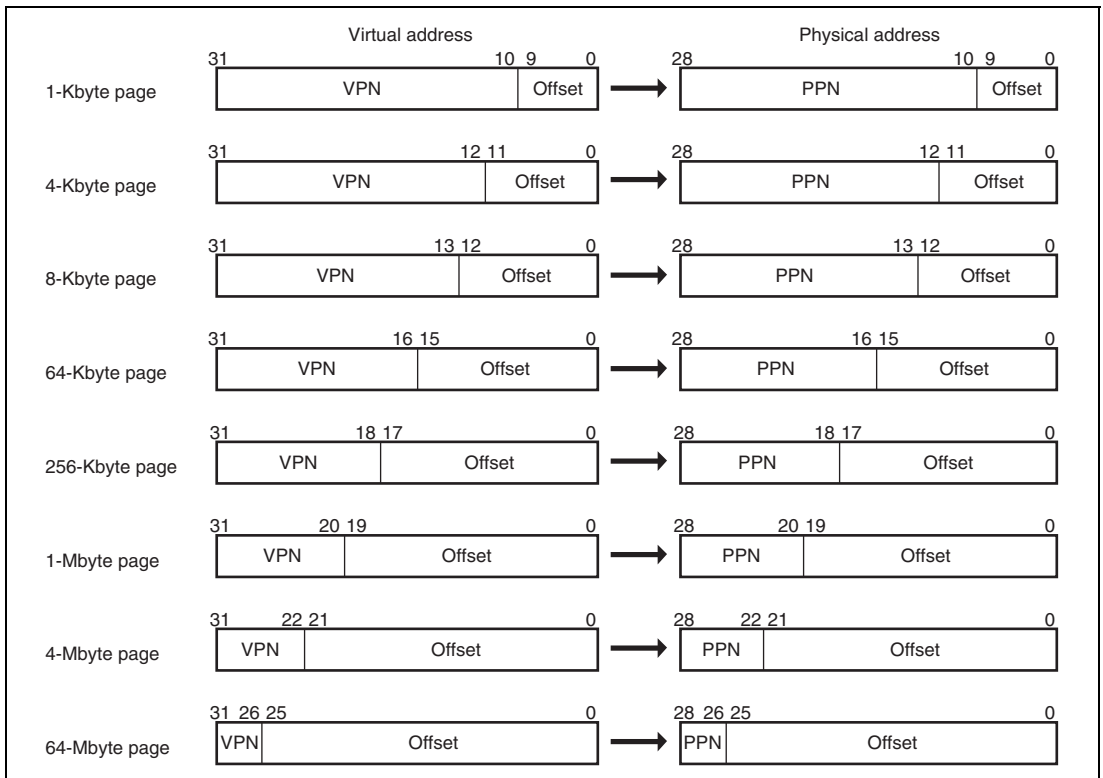 Virtual address Physical address
31 10 9 0 28 10 9 0
1-Kbyte page VPN Offset PPN Offset
31 12 11 0 28 12 11 0
4-Kbyte page VPN Offset PPN Offset
31 13 12 0 28 13 12 0
8-Kbyte page VPN Offset PPN Offset
31 16 15 0 28 16 15 0
64-Kbyte page VPN Offset PPN Offset
31 18 17 0 28 18 17 0
256-Kbyte page VPN Offset PPN Offset
31 20 19 0 28 20 19 0
1-Mbyte page VPN Offset PPN Offset
31 22 21 0 28 22 21 0
4-Mbyte page VPN Offset PPN Offset
31 26 25 0 28 26 25 0
64-Mbyte page VPN Offset PPN Offset